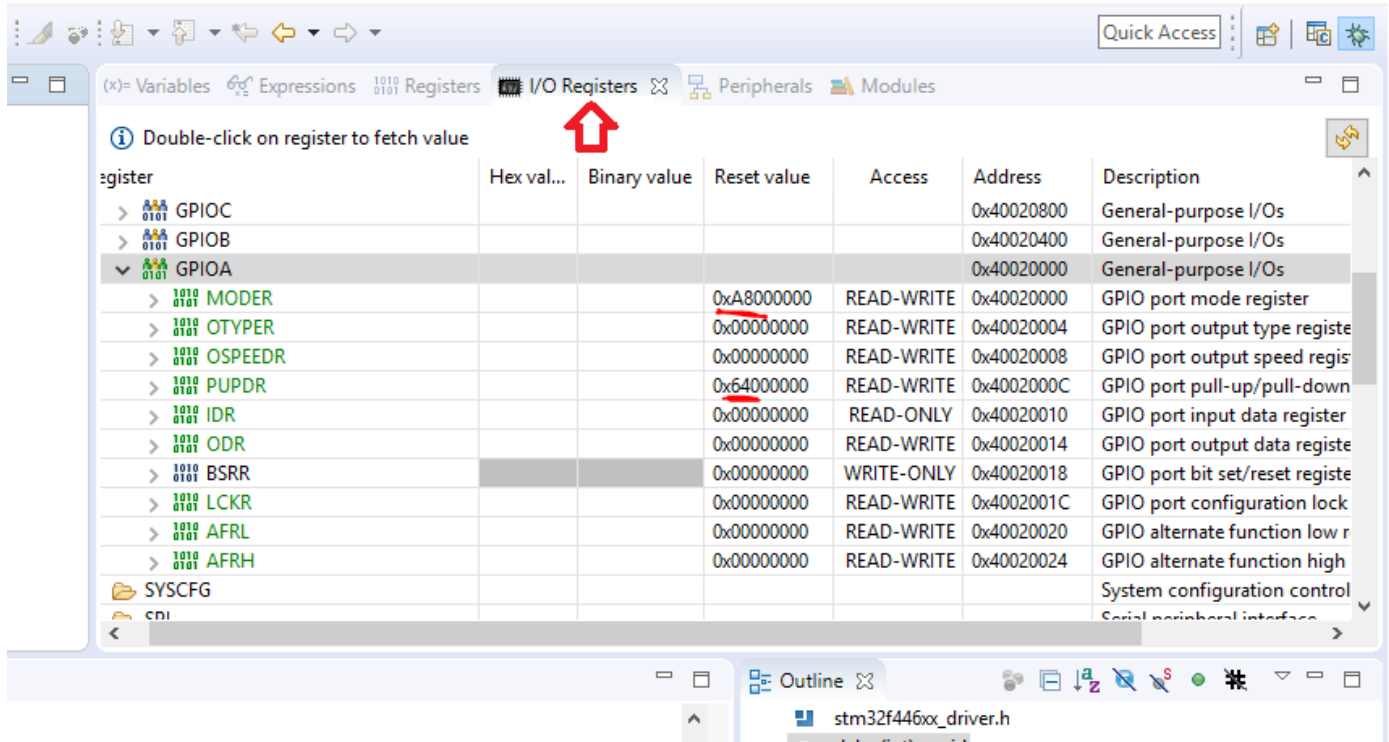 Quick Access
(x)= Variables Expressions 1010 0101 Registers I/O Registers Peripherals Modules
Double-click on register to fetch value
egister Hex val... Binary value Reset value Access Address Description
GPIOC 0x40020800 General-purpose I/Os
GPIOB 0x40020400 General-purpose I/Os
GPIOA 0x40020000 General-purpose I/Os
MODER 0xA8000000 READ-WRITE 0x40020000 GPIO port mode register
OTYPER 0x00000000 READ-WRITE 0x40020004 GPIO port output type registe
OSPEEDR 0x00000000 READ-WRITE 0x40020008 GPIO port output speed regis
PUPDR 0x64000000 READ-WRITE 0x4002000C GPIO port pull-up/pull-down
IDR 0x00000000 READ-ONLY 0x40020010 GPIO port input data register
ODR 0x00000000 READ-WRITE 0x40020014 GPIO port output data registe
BSRR 0x00000000 WRITE-ONLY 0x40020018 GPIO port bit set/reset registe
LCKR 0x00000000 READ-WRITE 0x4002001C GPIO port configuration lock
AFRL 0x00000000 READ-WRITE 0x40020020 GPIO alternate function low r
AFRH 0x00000000 READ-WRITE 0x40020024 GPIO alternate function high
SYSCFG System configuration control
SPI Serial peripheral interface
Outline
stm32f446xx_driver.h